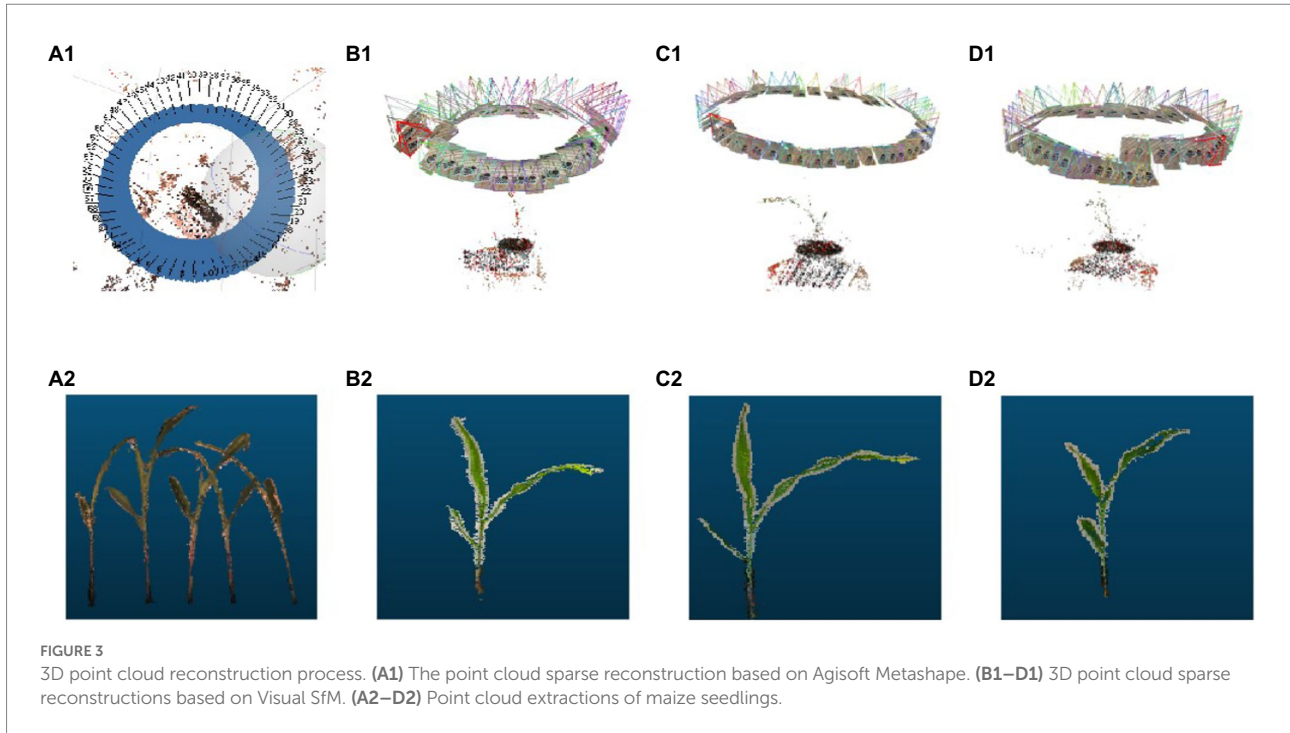 A1
B1
C1
D1
A2
B2
C2
D2
FIGURE 3
3D point cloud reconstruction process. (A1) The point cloud sparse reconstruction based on Agisoft Metashape. (B1–D1) 3D point cloud sparse
reconstructions based on Visual SfM. (A2–D2) Point cloud extractions of maize seedlings.